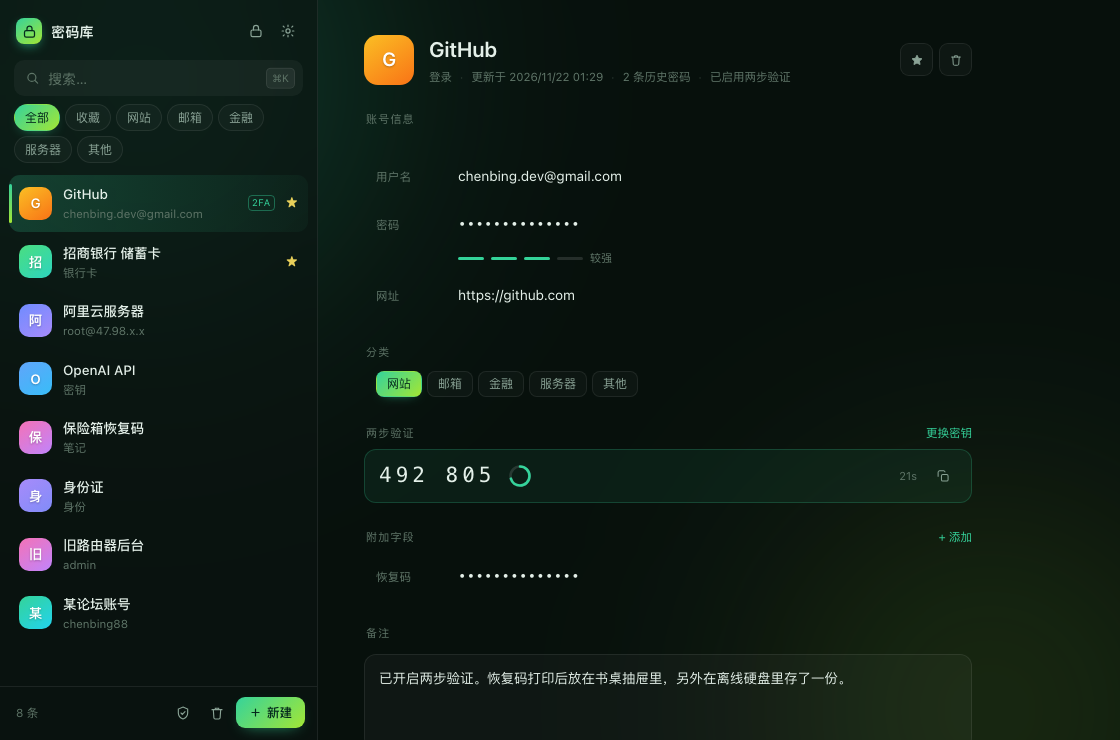 密码库
搜索...
⌘K
全部 收藏 网站 邮箱 金融
服务器 其他
G GitHub
chenbing.dev@gmail.com
2FA
招 招商银行 储蓄卡
银行卡
阿 阿里云服务器
root@47.98.x.x
O OpenAI API
密钥
保 保险箱恢复码
笔记
身 身份证
身份
旧 旧路由器后台
admin
某 某论坛账号
chenbing88
8 条
+ 新建
G GitHub
登录 · 更新于 2026/11/22 01:29 · 2 条历史密码 · 已启用两步验证
账号信息
用户名 chenbing.dev@gmail.com
密码 ••••••••••••••
较强
网址 https://github.com
分类
网站 邮箱 金融 服务器 其他
两步验证 更换密钥
492 805 21s
附加字段 + 添加
恢复码 ••••••••••••••
备注
已开启两步验证。恢复码打印后放在书桌抽屉里，另外在离线硬盘里存了一份。